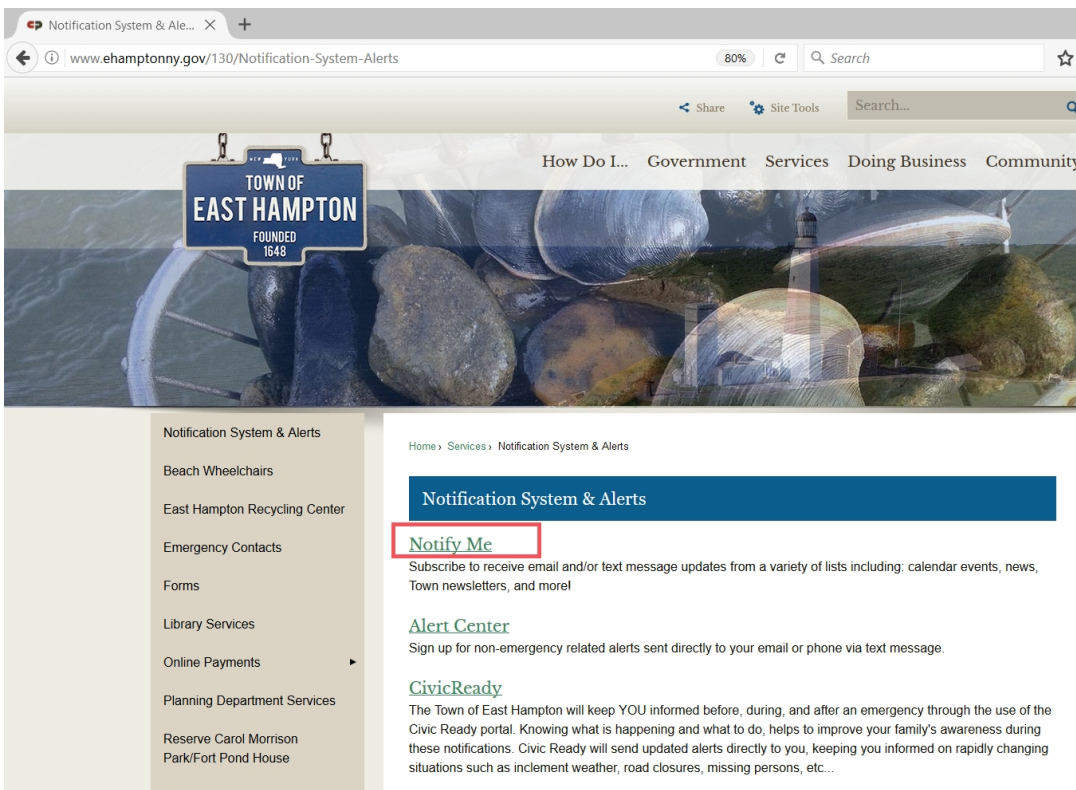 Notification System & Ale...
www.ehamptonny.gov/130/Notification-System-Alerts
80%
Search
Share
Site Tools
Search...
NEW YORK
TOWN OF
EAST HAMPTON
FOUNDED
1648
How Do I...
Government
Services
Doing Business
Community
Notification System & Alerts
Beach Wheelchairs
East Hampton Recycling Center
Emergency Contacts
Forms
Library Services
Online Payments
Planning Department Services
Reserve Carol Morrison
Park/Fort Pond House
Home › Services › Notification System & Alerts
Notification System & Alerts
Notify Me
Subscribe to receive email and/or text message updates from a variety of lists including: calendar events, news,
Town newsletters, and more!
Alert Center
Sign up for non-emergency related alerts sent directly to your email or phone via text message.
CivicReady
The Town of East Hampton will keep YOU informed before, during, and after an emergency through the use of the
Civic Ready portal. Knowing what is happening and what to do, helps to improve your family's awareness during
these notifications. Civic Ready will send updated alerts directly to you, keeping you informed on rapidly changing
situations such as inclement weather, road closures, missing persons, etc...